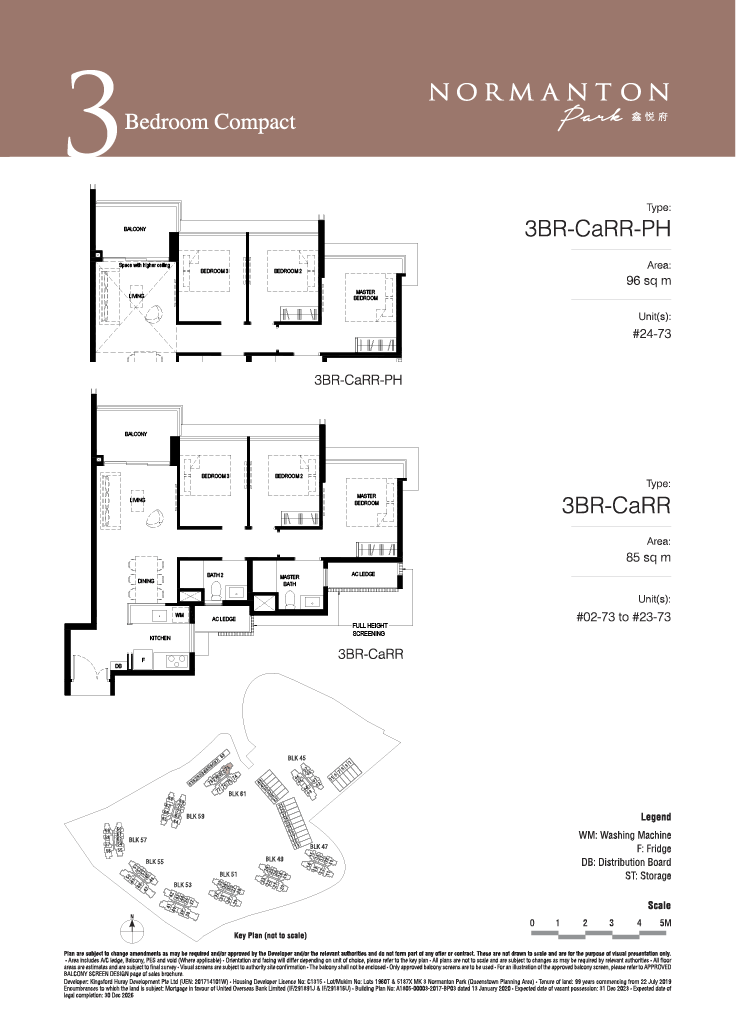 3
Bedroom Compact
NORMANTON
Park 鑫悦府
Type:
3BR-CaRR-PH
Area:
96 sq m
Unit(s):
#24-73
BALCONY
Space with higher ceiling
LIVING
BEDROOM 3
BEDROOM 2
MASTER
BEDROOM
3BR-CaRR-PH
Type:
3BR-CaRR
Area:
85 sq m
Unit(s):
#02-73 to #23-73
BALCONY
LIVING
BEDROOM 3
BEDROOM 2
MASTER
BEDROOM
DINING
BATH 2
MASTER
BATH
AC LEDGE
WM
AC LEDGE
KITCHEN
FULL HEIGHT
SCREENING
F
DB
3BR-CaRR
BLK 45
BLK 61
BLK 59
BLK 57
BLK 47
BLK 55
BLK 49
BLK 51
BLK 53
N
Key Plan (not to scale)
Legend
WM: Washing Machine
F: Fridge
DB: Distribution Board
ST: Storage
Scale
0 1 2 3 4 5M
Plan are subject to change amendments as may be required and/or approved by the Developer and/or the relevant authorities and do not form part of any offer or contract. These are not drawn to scale and are for the purpose of visual presentation only.
- Area includes A/C ledge, Balcony, PES and void (Where applicable) - Orientation and facing will differ depending on unit of choice, please refer to the key plan - All plans are not to scale and are subject to changes as may be required by relevant authorities - All floor
areas are estimates and are subject to final survey - Visual screens are subject to authority site confirmation - The balcony shall not be enclosed - Only approved balcony screens are to be used - For an illustration of the approved balcony screen, please refer to APPROVED
BALCONY SCREEN DESIGN page of sales brochure.
Developer: Kingsford Huray Development Pte Ltd (UEN: 201714101W) - Housing Developer Licence No: C1315 - Lot/Mukim No: Lots 1960T & 5187X MK 3 Normanton Park (Queenstown Planning Area) - Tenure of land: 99 years commencing from 22 July 2019
Encumbrances to which the land is subject: Mortgage in favour of United Overseas Bank Limited (IF/291891J & IF/291916U) - Building Plan No: A1805-00003-2017-BP03 dated 13 January 2020 - Expected date of vacant possession: 31 Dec 2023 - Expected date of
legal completion: 30 Dec 2026